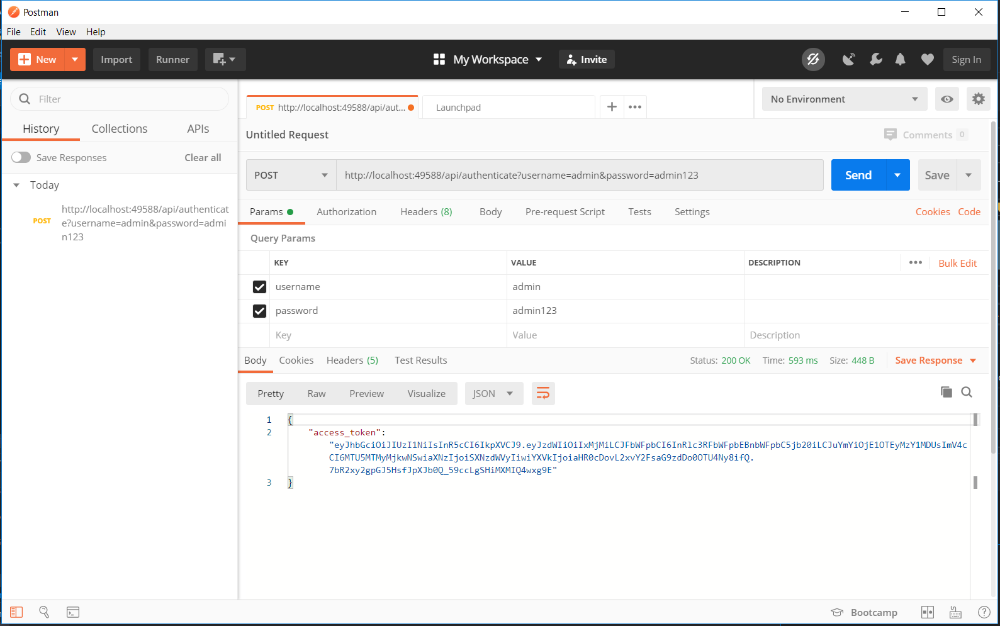 Postman
File Edit View Help
New Import Runner My Workspace Invite Sign In
Filter
History Collections APIs
Save Responses Clear all
Today
POST http://localhost:49588/api/authenticat
e?username=admin&password=admi
n123
POST http://localhost:49588/api/aut... Launchpad
No Environment
Untitled Request
Comments 0
POST http://localhost:49588/api/authenticate?username=admin&password=admin123 Send Save
Params Authorization Headers (8) Body Pre-request Script Tests Settings Cookies Code
Query Params
KEY VALUE DESCRIPTION Bulk Edit
username admin
password admin123
Key Value Description
Body Cookies Headers (5) Test Results Status: 200 OK Time: 593 ms Size: 448 B Save Response
Pretty Raw Preview Visualize JSON
1 {
2 "access_token":
"eyJhbGciOiJIUzI1NiIsInR5cCI6IkpXVCJ9.eyJzdWIiOiIxMjMiLCJFbWFpbCI6InRlc3RFbWFpbEBnbWFpbC5jb20iLCJuYmYiOjE1OTEyMzY1MDUsImV4c
CI6MTU5MTMyMjkwNSwiaXNzIjoiSXNzdWVyIiwiYXVkIjoiaHR0cDovL2xvY2FsaG9zdDo0OTU4Ny8ifQ.
7bR2xy2gpGJ5HsfJpXJb0Q_59ccLgSHiMXMIQ4wxg9E"
3 }
Bootcamp